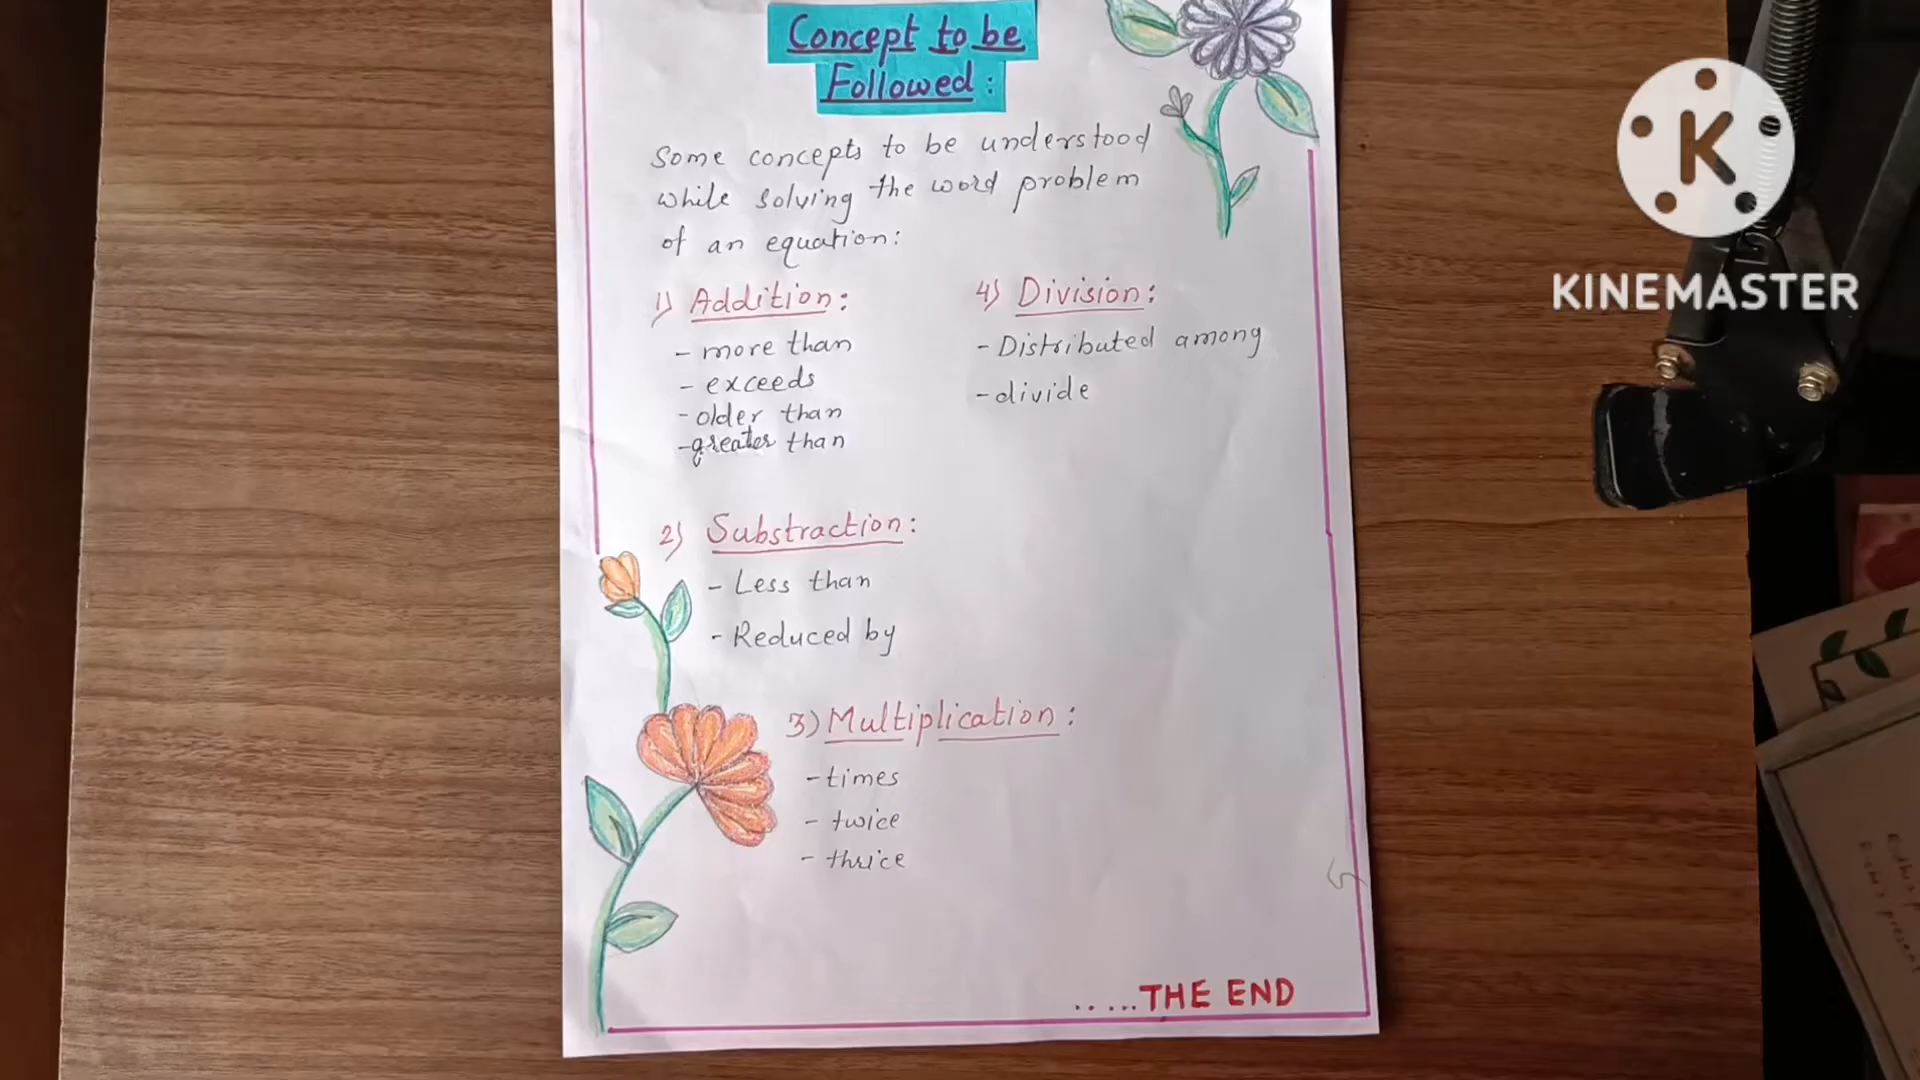 Concept to be
Followed:
Some concepts to be understood
while solving the word problem
of an equation:
1) Addition:
- more than
- exceeds
- older than
- greater than
2) Substraction:
- Less than
- Reduced by
3) Multiplication:
- times
- twice
- thrice
4) Division:
- Distributed among
- divide
.....THE END
K
KINEMASTER